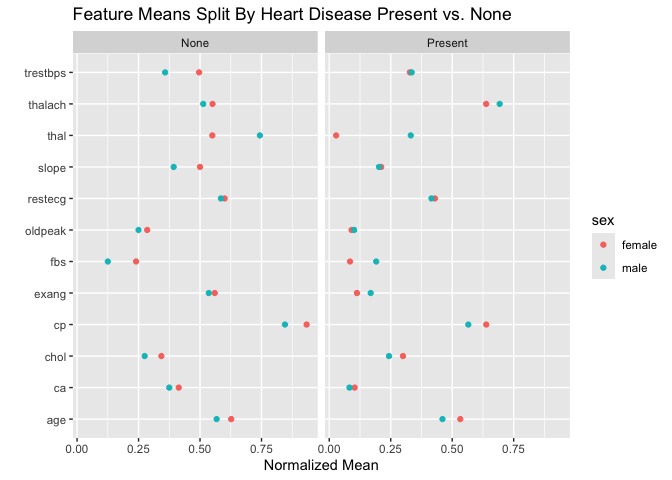 Feature Means Split By Heart Disease Present vs. None
None
Present
trestbps
thalach
thal
slope
restecg
oldpeak
fbs
exang
cp
chol
ca
age
0.00 0.25 0.50 0.75
0.00 0.25 0.50 0.75
Normalized Mean
sex
female
male